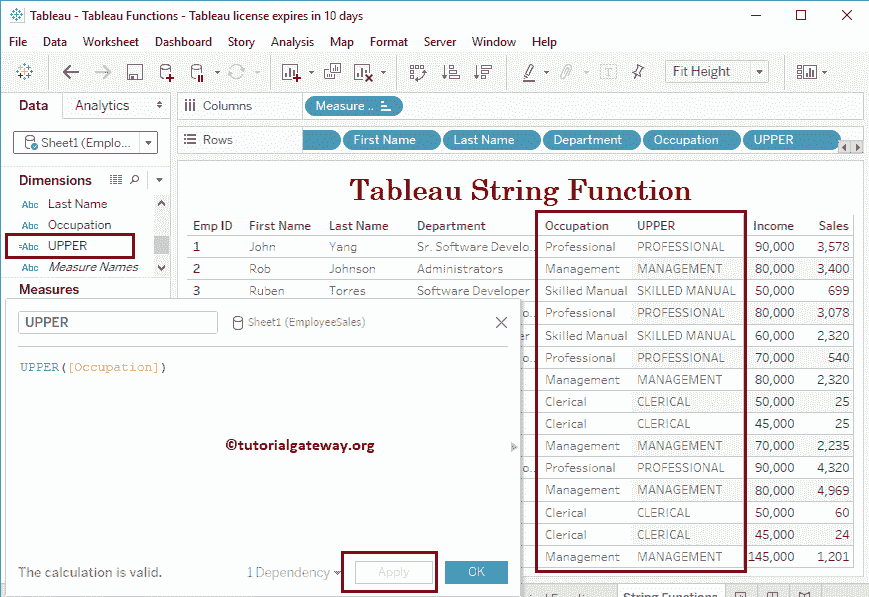 Tableau - Tableau Functions - Tableau license expires in 10 days
File Data Worksheet Dashboard Story Analysis Map Format Server Window Help
Fit Height
Data Analytics
Columns Measure ..
Sheet1 (Emplo...
Rows First Name Last Name Department Occupation UPPER
Dimensions
Abc Last Name
Abc Occupation
=Abc UPPER
Abc Measure Names
Measures
Tableau String Function
Emp ID First Name Last Name Department Occupation UPPER Income Sales
1 John Yang Sr. Software Develo.. Professional PROFESSIONAL 90,000 3,578
2 Rob Johnson Administrators Management MANAGEMENT 80,000 3,400
3 Ruben Torres Software Developer Skilled Manual SKILLED MANUAL 50,000 699
Professional PROFESSIONAL 80,000 3,078
Skilled Manual SKILLED MANUAL 60,000 2,320
Professional PROFESSIONAL 70,000 540
Management MANAGEMENT 80,000 2,320
Clerical CLERICAL 50,000 25
Clerical CLERICAL 45,000 25
Management MANAGEMENT 70,000 2,235
Professional PROFESSIONAL 90,000 4,320
Management MANAGEMENT 80,000 4,969
Clerical CLERICAL 50,000 60
Clerical CLERICAL 45,000 24
Management MANAGEMENT 145,000 1,201
UPPER Sheet1 (EmployeeSales)
UPPER([Occupation])
©tutorialgateway.org
The calculation is valid. 1 Dependency Apply OK
String Functions